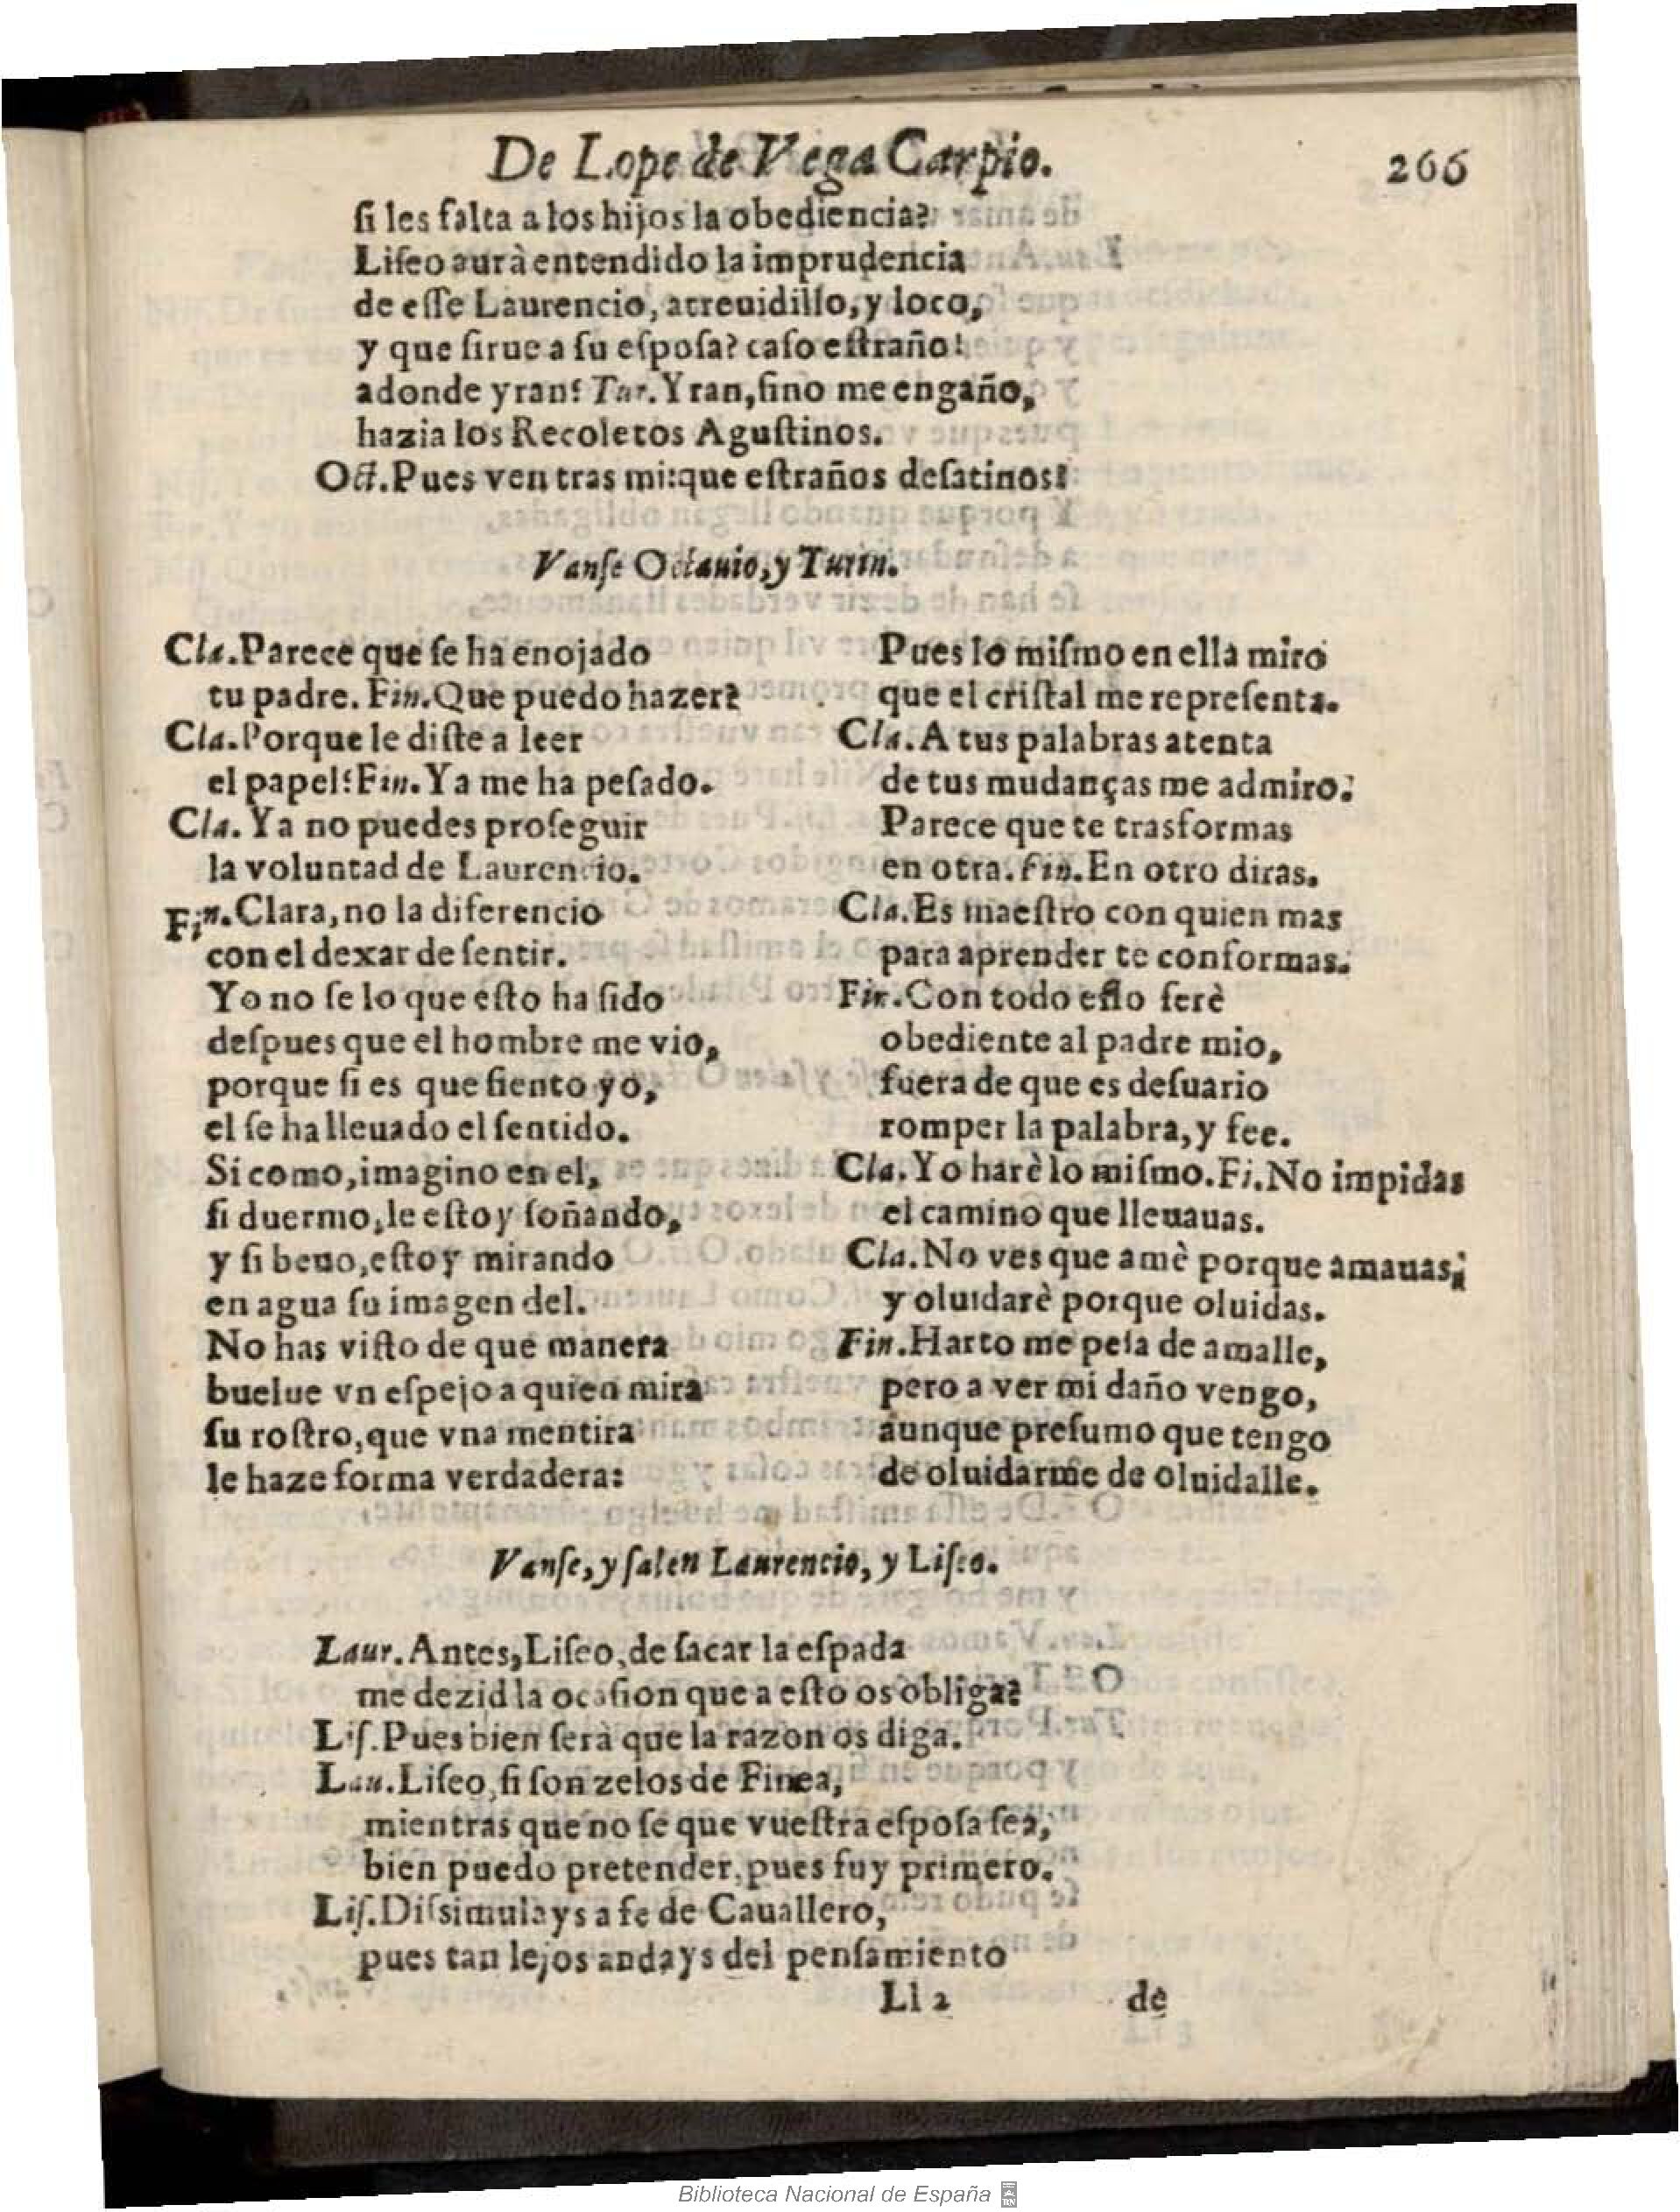 De Lope de Vega Carpio. 266
ſi les falta a los hijos la obediencia?
Liſeo aurà entendido la imprudencia
de eſſe Laurencio, atreuidillo, y loco,
y que ſirue a ſu eſpoſa? caſo eſtraño!
adonde yran? Tur. Yran, ſino me engaño,
hazia los Recoletos Aguſtinos.
Oct. Pues ven tras mi: que eſtraños deſatinos!
Vanſe Octauio, y Turin.
Cla. Parece que ſe ha enojado
tu padre. Fin. Que puedo hazer?
Cla. Porque le diſte a leer
el papel? Fin. Ya me ha peſado.
Cla. Ya no puedes proſeguir
la voluntad de Laurencio.
Fin. Clara, no la diferencio
con el dexar de ſentir.
Yo no ſe lo que eſto ha ſido
deſpues que el hombre me vio,
porque ſi es que ſiento yo,
el ſe ha lleuado el ſentido.
Si como, imagino en el,
ſi duermo, le eſtoy ſoñando,
y ſi beuo, eſtoy mirando
en agua ſu imagen del.
No has viſto de que manera
buelue vn eſpejo a quien mira
ſu roſtro, que vna mentira
le haze forma verdadera:
Pues lo miſmo en ella miro
que el criſtal me repreſenta.
Cla. A tus palabras atenta
de tus mudanças me admiro:
Parece que te trasformas
en otra. Fin. En otro diras.
Cla. Es maeſtro con quien mas
para aprender te conformas.
Fin. Con todo eſſo ſerè
obediente al padre mio,
fuera de que es deſuario
romper la palabra, y fee.
Cla. Yo harè lo miſmo. Fi. No impidas
el camino que lleuauas.
Cla. No ves que amè porque amauas;
y oluidarè porque oluidas.
Fin. Harto me peſa de amalle,
pero a ver mi daño vengo,
aunque preſumo que tengo
de oluidarme de oluidalle.
Vanſe, y ſalen Laurencio, y Liſeo.
Laur. Antes, Liſeo, de ſacar la eſpada
me dezid la ocaſion que a eſto os obliga?
Liſ. Pues bien ſerá que la razon os diga.
Lau. Liſeo, ſi ſon zelos de Finea,
mientras que no ſe que vueſtra eſpoſa ſea,
bien puedo pretender, pues fuy primero.
Liſ. Diſsimulays a fe de Cauallero,
pues tan lejos andays del penſamiento
Ll 2 de
Biblioteca Nacional de España